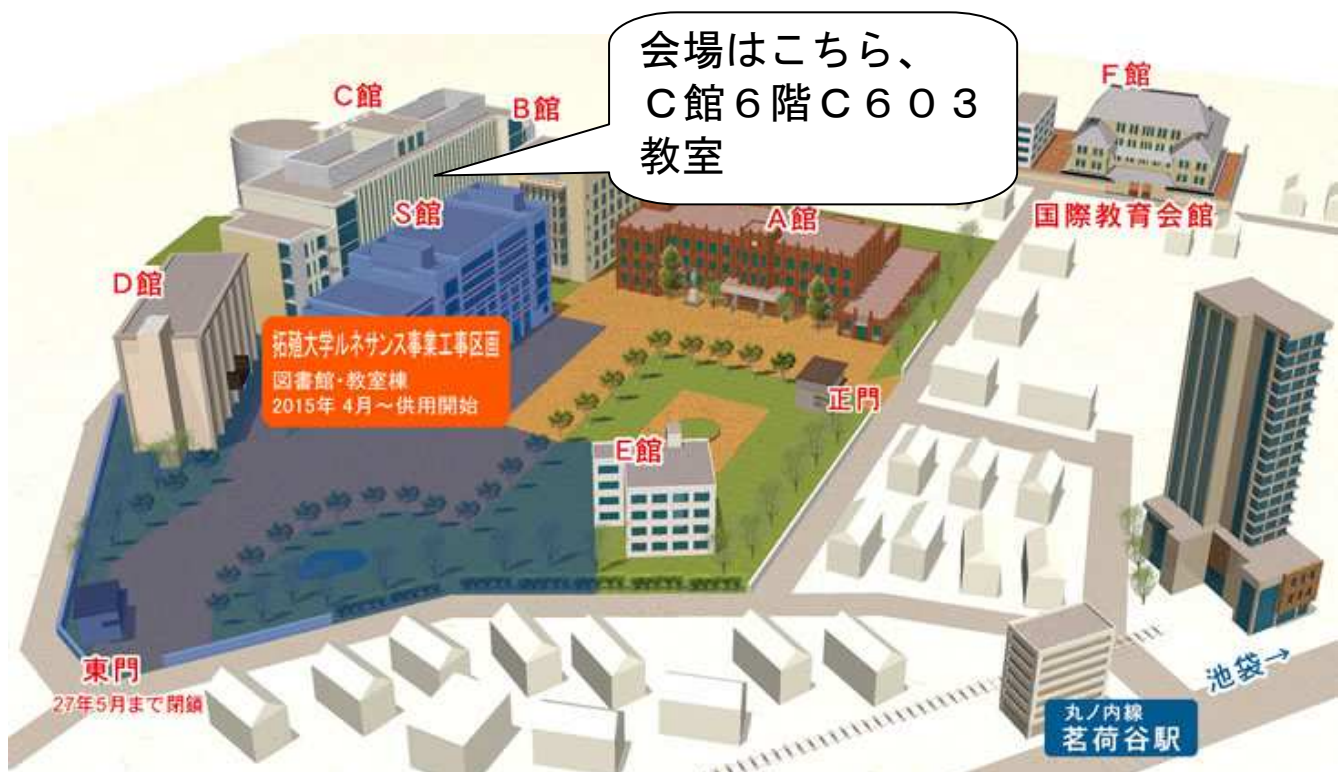 会場はこちら、
C館6階C603
教室
F館
C館
B館
S館
A館
国際教育会館
D館
拓殖大学ルネサンス事業工事区画
図書館・教室棟
2015年 4月～供用開始
正門
E館
東門
27年5月まで閉鎖
池袋→
丸ノ内線
茗荷谷駅